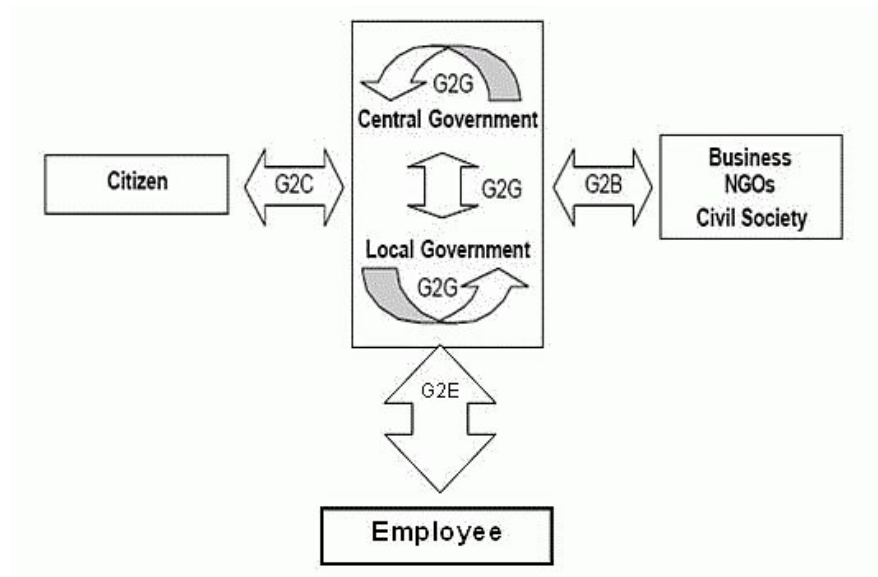 G2G
Central Government
Citizen
G2C
G2G
G2B
Business
NGOs
Civil Society
Local Government
G2G
G2E
Employee